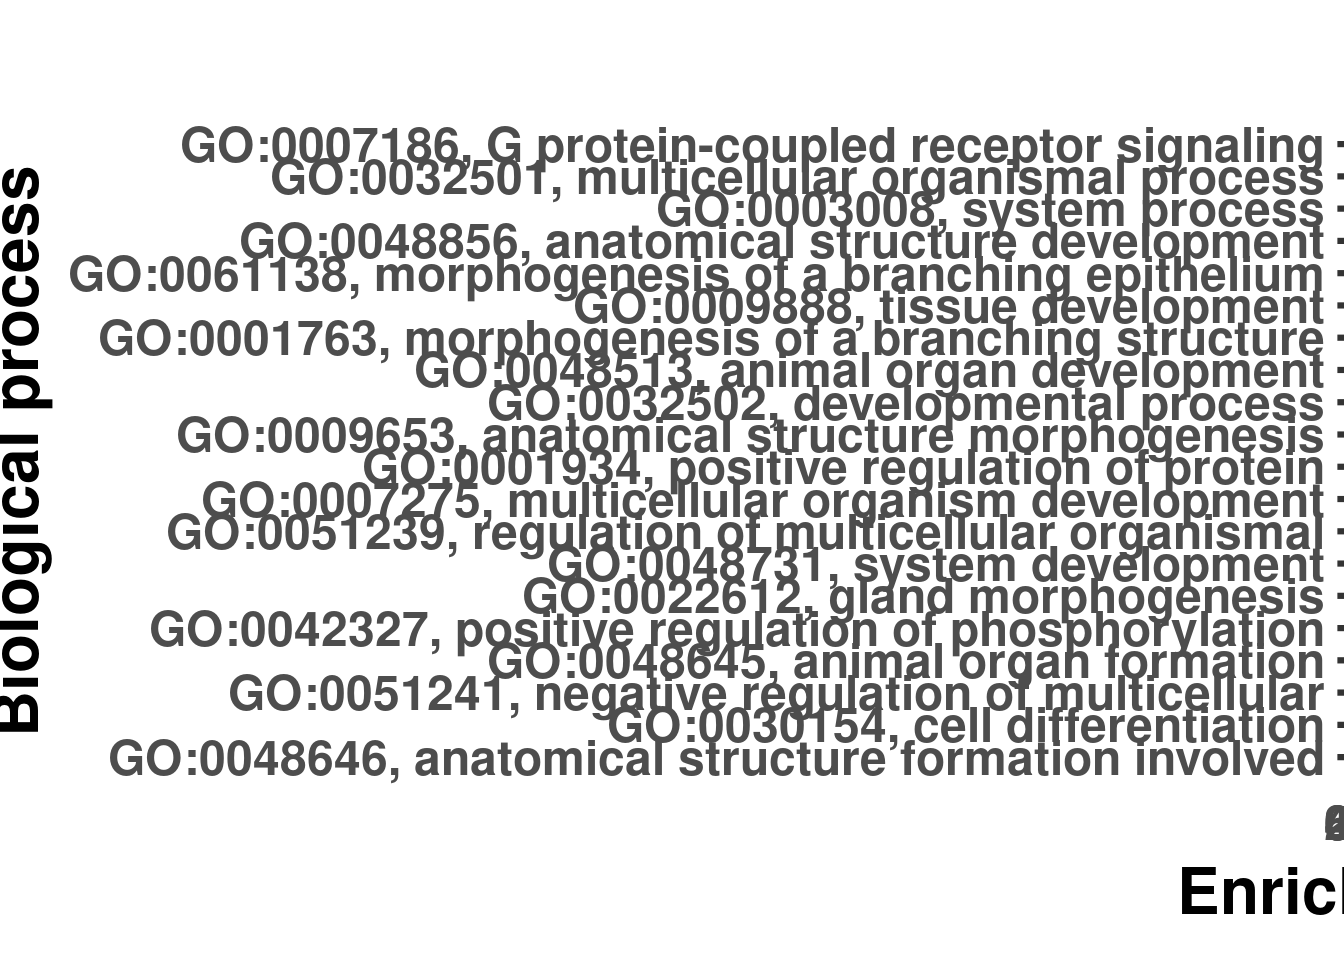 Biological process
GO:0007186, G protein-coupled receptor signaling
GO:0032501, multicellular organismal process
GO:0003008, system process
GO:0048856, anatomical structure development
GO:0061138, morphogenesis of a branching epithelium
GO:0009888, tissue development
GO:0001763, morphogenesis of a branching structure
GO:0048513, animal organ development
GO:0032502, developmental process
GO:0009653, anatomical structure morphogenesis
GO:0001934, positive regulation of protein
GO:0007275, multicellular organism development
GO:0051239, regulation of multicellular organismal
GO:0048731, system development
GO:0022612, gland morphogenesis
GO:0042327, positive regulation of phosphorylation
GO:0048645, animal organ formation
GO:0051241, negative regulation of multicellular
GO:0030154, cell differentiation
GO:0048646, anatomical structure formation involved